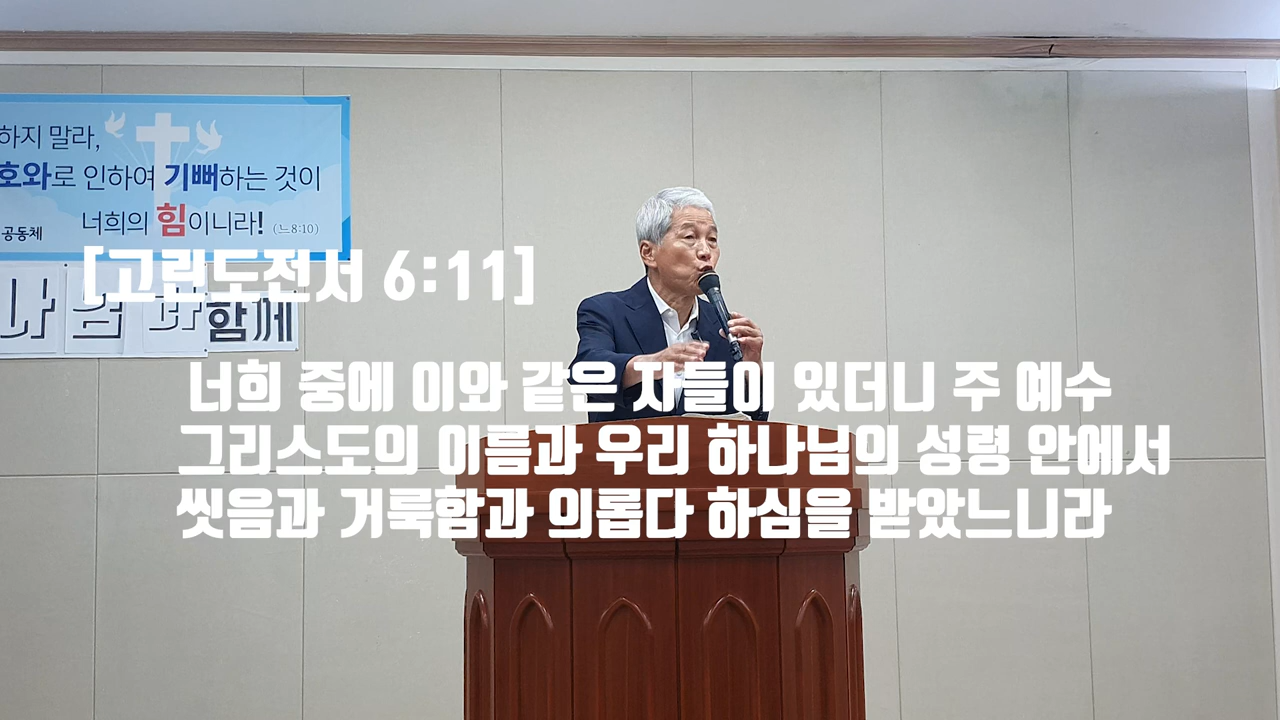 하지 말라,
호와로 인하여 기뻐하는 것이
너희의 힘이니라! (느8:10)
공동체
함께
[고린도전서 6:11]
너희 중에 이와 같은 자들이 있더니 주 예수
그리스도의 이름과 우리 하나님의 성령 안에서
씻음과 거룩함과 의롭다 하심을 받았느니라